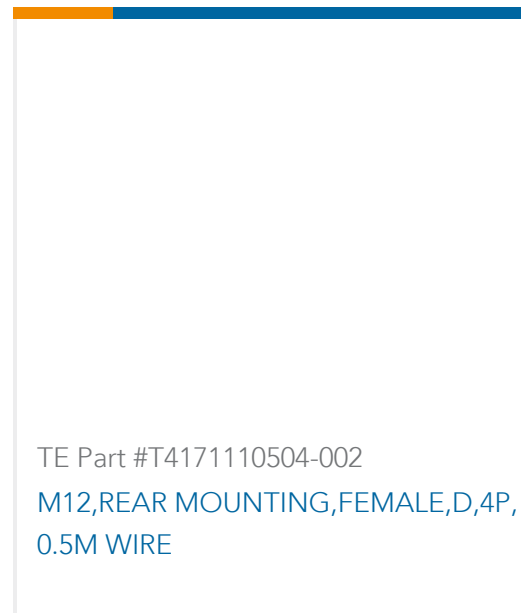 TE Part #T4171110504-002
M12,REAR MOUNTING,FEMALE,D,4P,
0.5M WIRE